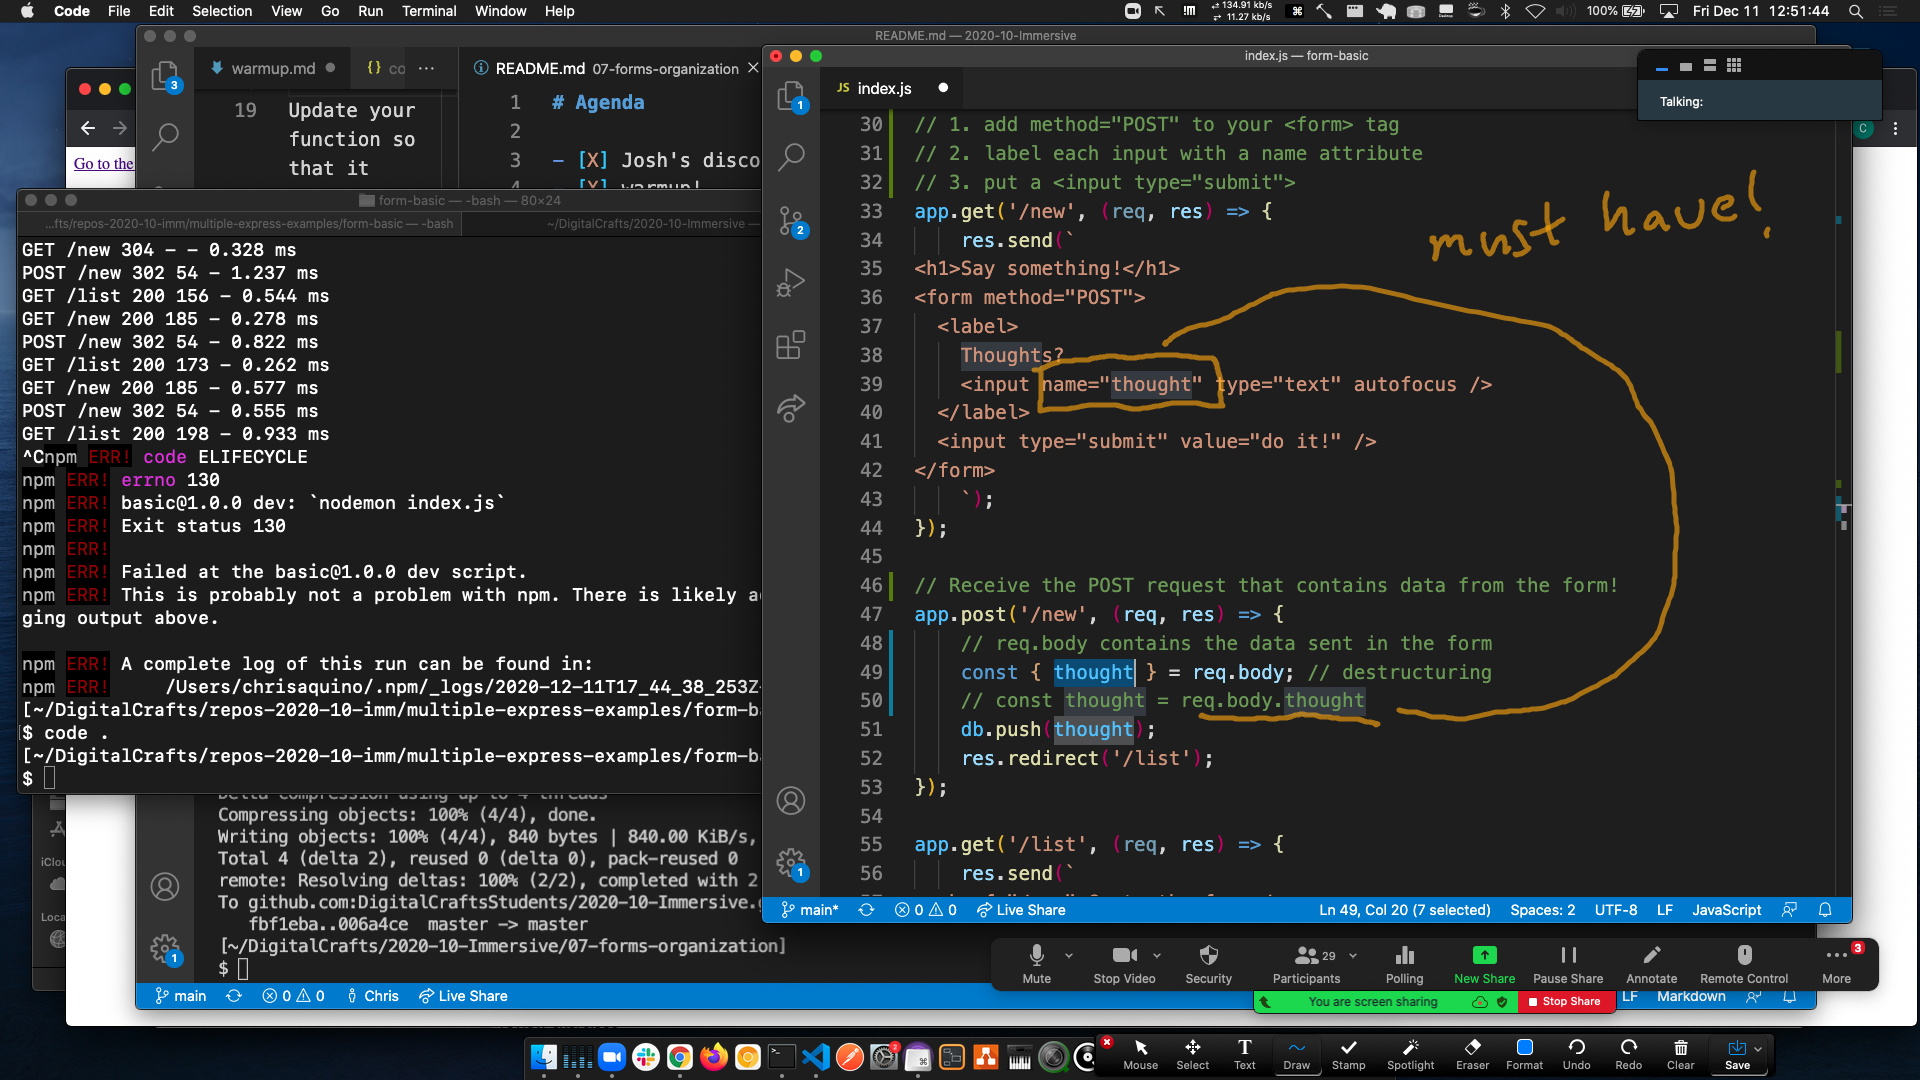 Code File Edit Selection View Go Run Terminal Window Help
134.91 kb/s
11.27 kb/s
100%
Fri Dec 11 12:51:44
README.md — 2020-10-Immersive
warmup.md
{} co ...
README.md 07-forms-organization
19 Update your
function so
that it
1 # Agenda
2
3 - [X] Josh's disco
4 - [X] warmup!
Go to the
form-basic — -bash — 80×24
...fts/repos-2020-10-imm/multiple-express-examples/form-basic — -bash
~/DigitalCrafts/2020-10-Immersive —
GET /new 304 - - 0.328 ms
POST /new 302 54 - 1.237 ms
GET /list 200 156 - 0.544 ms
GET /new 200 185 - 0.278 ms
POST /new 302 54 - 0.822 ms
GET /list 200 173 - 0.262 ms
GET /new 200 185 - 0.577 ms
POST /new 302 54 - 0.555 ms
GET /list 200 198 - 0.933 ms
^Cnpm ERR! code ELIFECYCLE
npm ERR! errno 130
npm ERR! basic@1.0.0 dev: `nodemon index.js`
npm ERR! Exit status 130
npm ERR!
npm ERR! Failed at the basic@1.0.0 dev script.
npm ERR! This is probably not a problem with npm. There is likely a
ging output above.
npm ERR! A complete log of this run can be found in:
npm ERR!     /Users/chrisaquino/.npm/_logs/2020-12-11T17_44_38_253Z-
[~/DigitalCrafts/repos-2020-10-imm/multiple-express-examples/form-ba
$ code .
[~/DigitalCrafts/repos-2020-10-imm/multiple-express-examples/form-ba
$
Delta compression using up to 4 threads
Compressing objects: 100% (4/4), done.
Writing objects: 100% (4/4), 840 bytes | 840.00 KiB/s,
Total 4 (delta 2), reused 0 (delta 0), pack-reused 0
remote: Resolving deltas: 100% (2/2), completed with 2
To github.com:DigitalCraftsStudents/2020-10-Immersive.g
fbf1eba..006a4ce master -> master
[~/DigitalCrafts/2020-10-Immersive/07-forms-organization]
$
iClou
Loca
main 0 0 Chris Live Share
LF Markdown
index.js — form-basic
JS index.js
Talking:
30 // 1. add method="POST" to your <form> tag
31 // 2. label each input with a name attribute
32 // 3. put a <input type="submit">
33 app.get('/new', (req, res) => {
34     res.send(`
35 <h1>Say something!</h1>
36 <form method="POST">
37   <label>
38     Thoughts?
39     <input name="thought" type="text" autofocus />
40   </label>
41   <input type="submit" value="do it!" />
42 </form>
43     `);
44 });
45
46 // Receive the POST request that contains data from the form!
47 app.post('/new', (req, res) => {
48     // req.body contains the data sent in the form
49     const { thought } = req.body; // destructuring
50     // const thought = req.body.thought
51     db.push(thought);
52     res.redirect('/list');
53 });
54
55 app.get('/list', (req, res) => {
56     res.send(`
must have!
main* 0 0 Live Share
Ln 49, Col 20 (7 selected) Spaces: 2 UTF-8 LF JavaScript
Mute Stop Video Security Participants 29 Polling New Share Pause Share Annotate Remote Control More 3
You are screen sharing
Stop Share
Mouse Select Text Draw Stamp Spotlight Eraser Format Undo Redo Clear Save